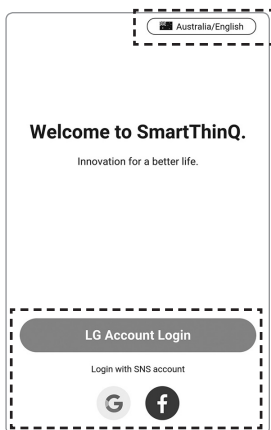 Australia/English
Welcome to SmartThinQ.
Innovation for a better life.
LG Account Login
Login with SNS account
G f